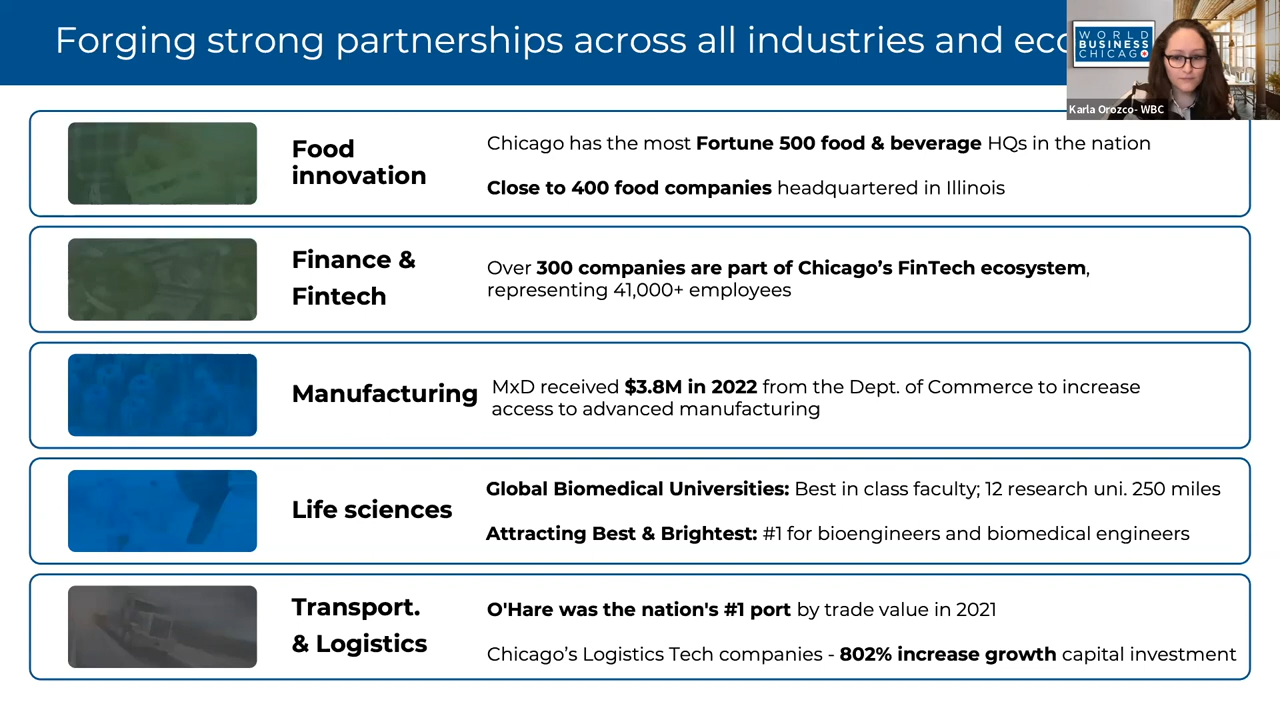 Forging strong partnerships across all industries and
WORLD
BUSINESS
CHICAGO
Karla Orozco- WBC
Food
innovation
Chicago has the most Fortune 500 food & beverage HQs in the nation
Close to 400 food companies headquartered in Illinois
Finance &
Fintech
Over 300 companies are part of Chicago’s FinTech ecosystem,
representing 41,000+ employees
Manufacturing
MxD received $3.8M in 2022 from the Dept. of Commerce to increase
access to advanced manufacturing
Life sciences
Global Biomedical Universities: Best in class faculty; 12 research uni. 250 miles
Attracting Best & Brightest: #1 for bioengineers and biomedical engineers
Transport.
& Logistics
O'Hare was the nation's #1 port by trade value in 2021
Chicago’s Logistics Tech companies - 802% increase growth capital investment